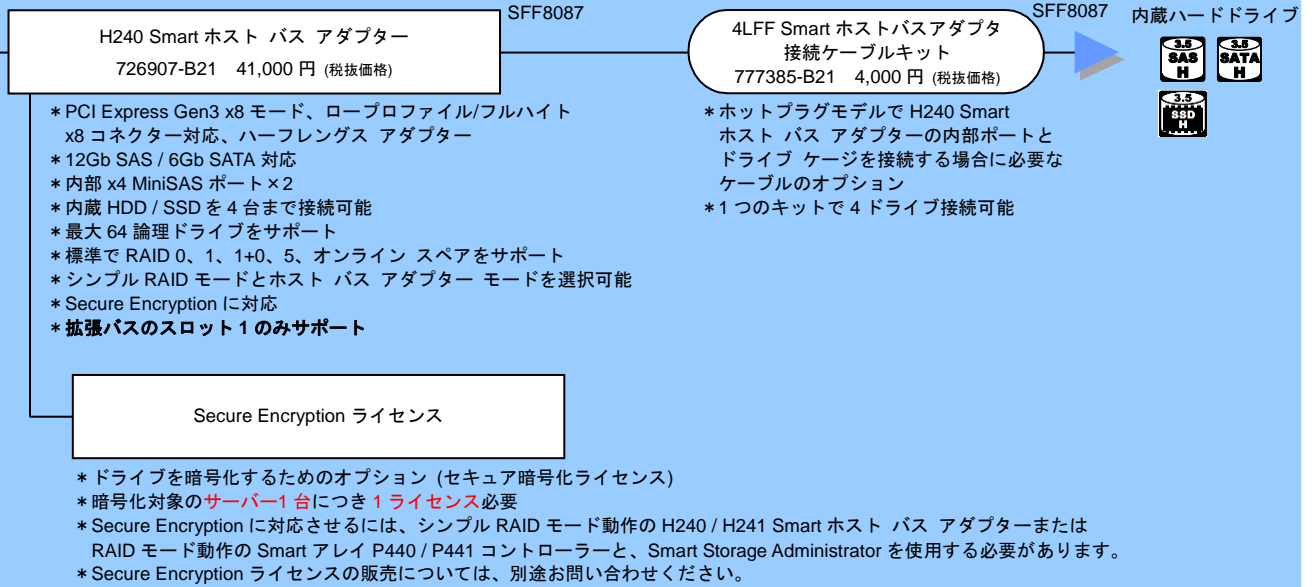 SFF8087
H240 Smart ホスト バス アダプター
726907-B21 41,000 円 (税抜価格)
SFF8087
4LFF Smart ホストバスアダプタ
接続ケーブルキット
777385-B21 4,000 円 (税抜価格)
内蔵ハードドライブ
3.5 SAS H
3.5 SATA H
3.5 SSD H
*PCI Express Gen3 x8 モード、ロープロファイル/フルハイト
x8 コネクター対応、ハーフレングス アダプター
*12Gb SAS / 6Gb SATA 対応
*内部 x4 MiniSAS ポート×2
*内蔵 HDD / SSD を 4 台まで接続可能
*最大 64 論理ドライブをサポート
*標準で RAID 0、1、1+0、5、オンライン スペアをサポート
*シンプル RAID モードとホスト バス アダプター モードを選択可能
*Secure Encryption に対応
*拡張バスのスロット 1 のみサポート
*ホットプラグモデルで H240 Smart
ホスト バス アダプターの内部ポートと
ドライブ ケージを接続する場合に必要な
ケーブルのオプション
*1 つのキットで 4 ドライブ接続可能
Secure Encryption ライセンス
*ドライブを暗号化するためのオプション (セキュア暗号化ライセンス)
*暗号化対象のサーバー1 台につき 1 ライセンス必要
*Secure Encryption に対応させるには、シンプル RAID モード動作の H240 / H241 Smart ホスト バス アダプターまたは
RAID モード動作の Smart アレイ P440 / P441 コントローラーと、Smart Storage Administrator を使用する必要があります。
*Secure Encryption ライセンスの販売については、別途お問い合わせください。